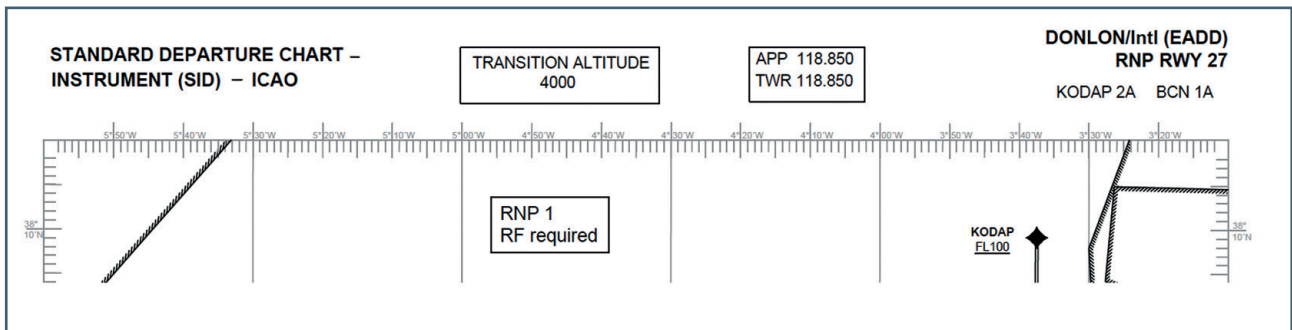 STANDARD DEPARTURE CHART –
INSTRUMENT (SID) – ICAO
TRANSITION ALTITUDE
4000
APP 118.850
TWR 118.850
DONLON/Intl (EADD)
RNP RWY 27
KODAP 2A BCN 1A
5°50'W 5°40'W 5°30'W 5°20'W 5°10'W 5°00'W 4°50'W 4°40'W 4°30'W 4°20'W 4°10'W 4°00'W 3°50'W 3°40'W 3°30'W 3°20'W
RNP 1
RF required
38°
10'N
KODAP
FL100
38°
10'N